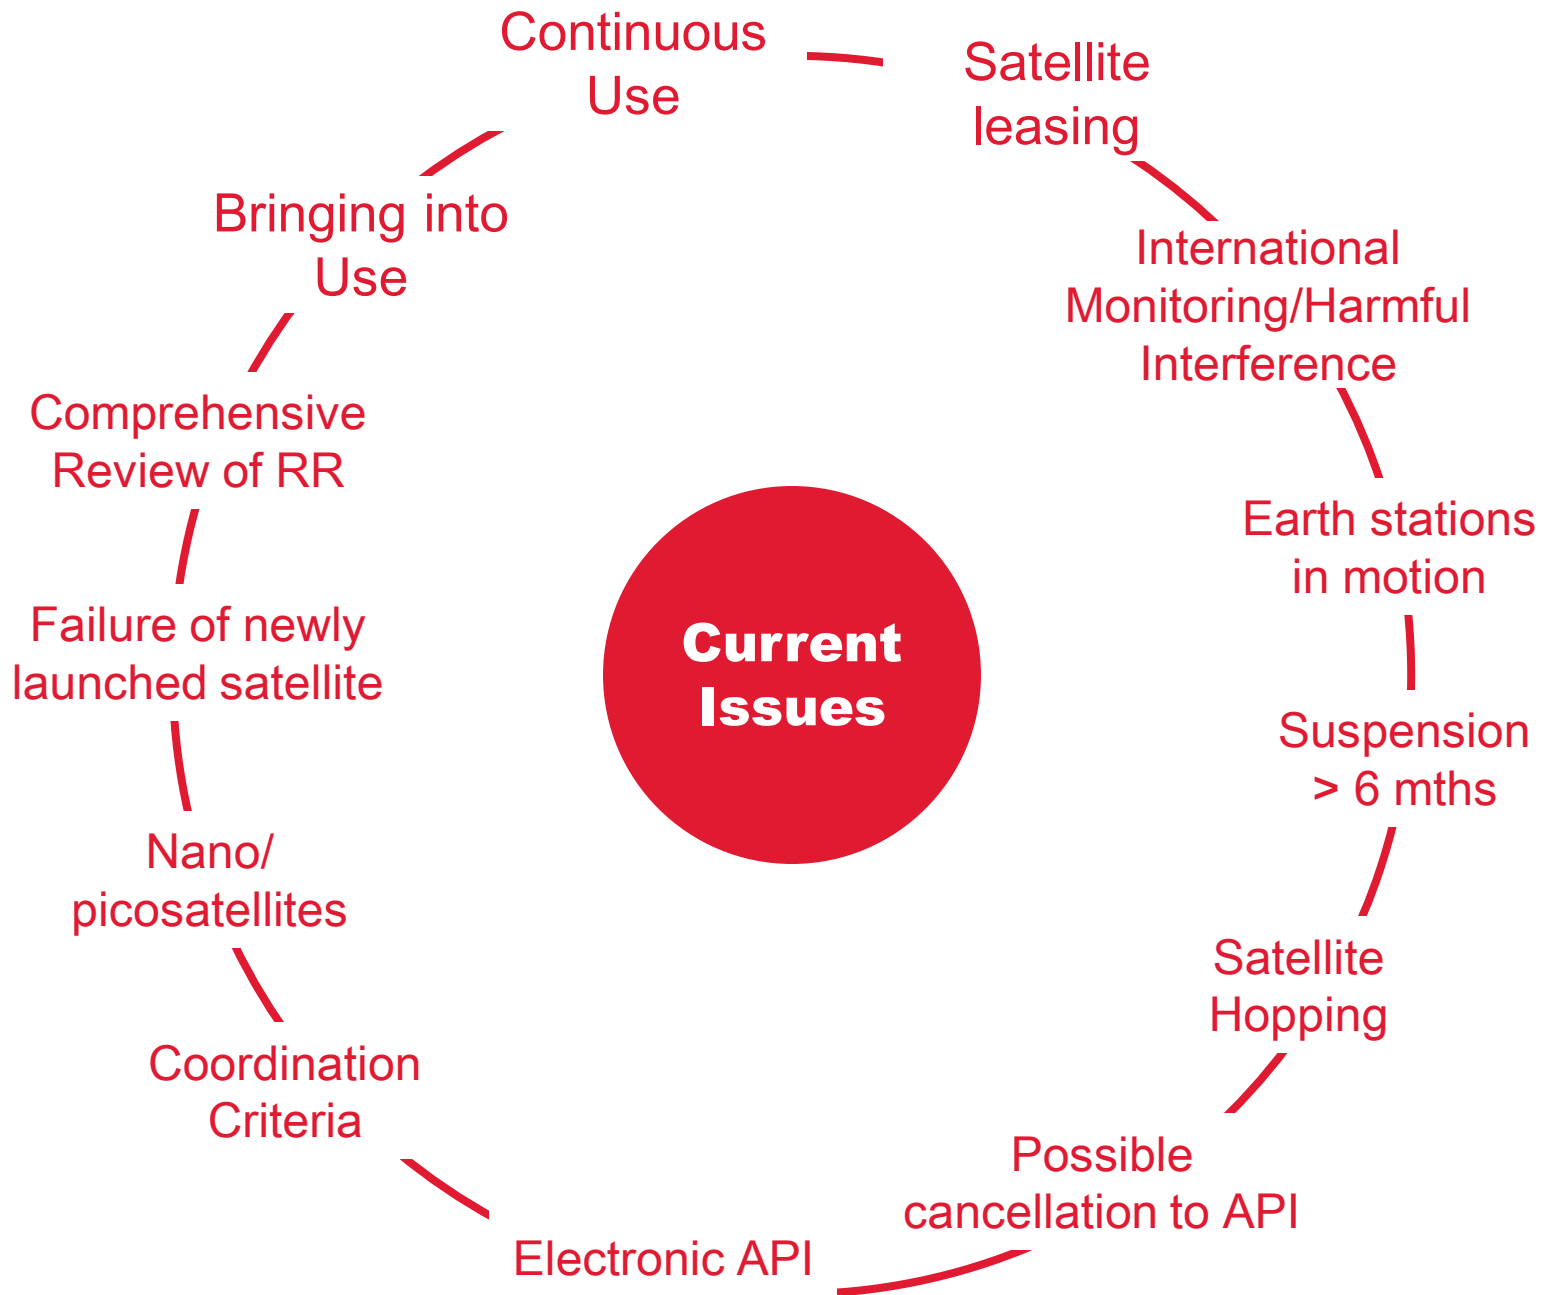 Continuous
Use
Satellite
leasing
International
Monitoring/Harmful
Interference
Earth stations
in motion
Suspension
> 6 mths
Satellite
Hopping
Possible
cancellation to API
Electronic API
Coordination
Criteria
Nano/
picosatellites
Failure of newly
launched satellite
Comprehensive
Review of RR
Bringing into
Use
Current
Issues